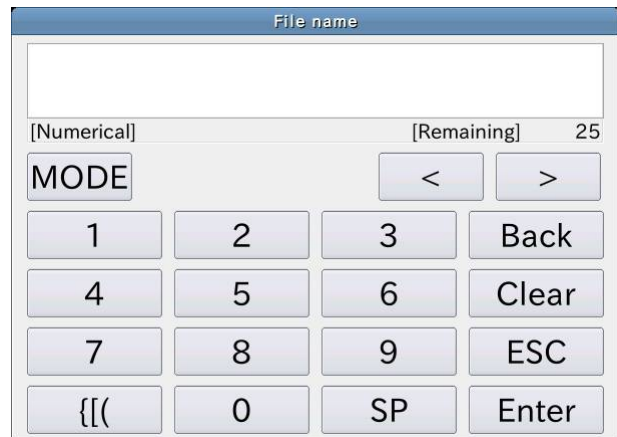 File name
[Numerical] [Remaining] 25
MODE < >
1 2 3 Back
4 5 6 Clear
7 8 9 ESC
{[( 0 SP Enter